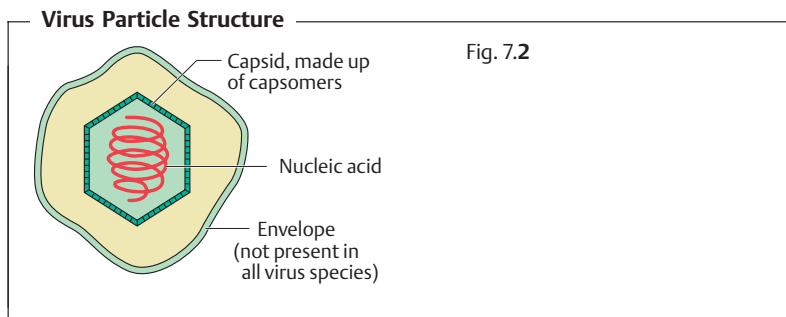 Virus Particle Structure
Fig. 7.2
Capsid, made up
of capsomers
Nucleic acid
Envelope
(not present in
all virus species)